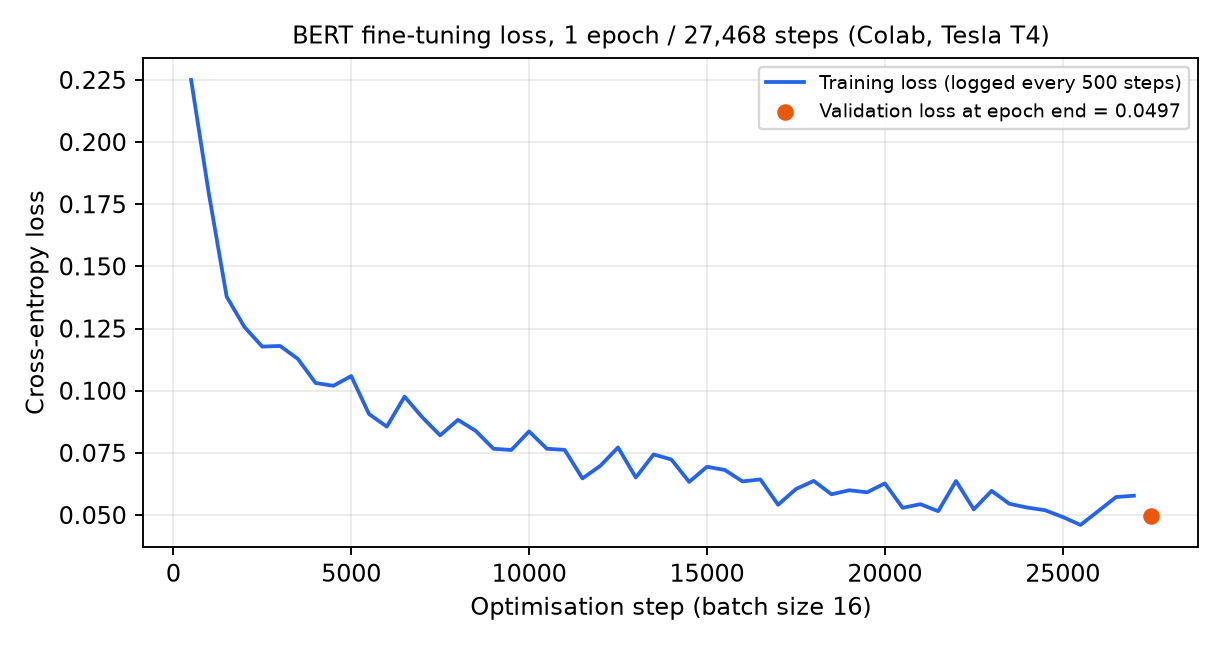 BERT fine-tuning loss, 1 epoch / 27,468 steps (Colab, Tesla T4)
Training loss (logged every 500 steps)
Validation loss at epoch end = 0.0497
Cross-entropy loss
0.225
0.200
0.175
0.150
0.125
0.100
0.075
0.050
0 5000 10000 15000 20000 25000
Optimisation step (batch size 16)